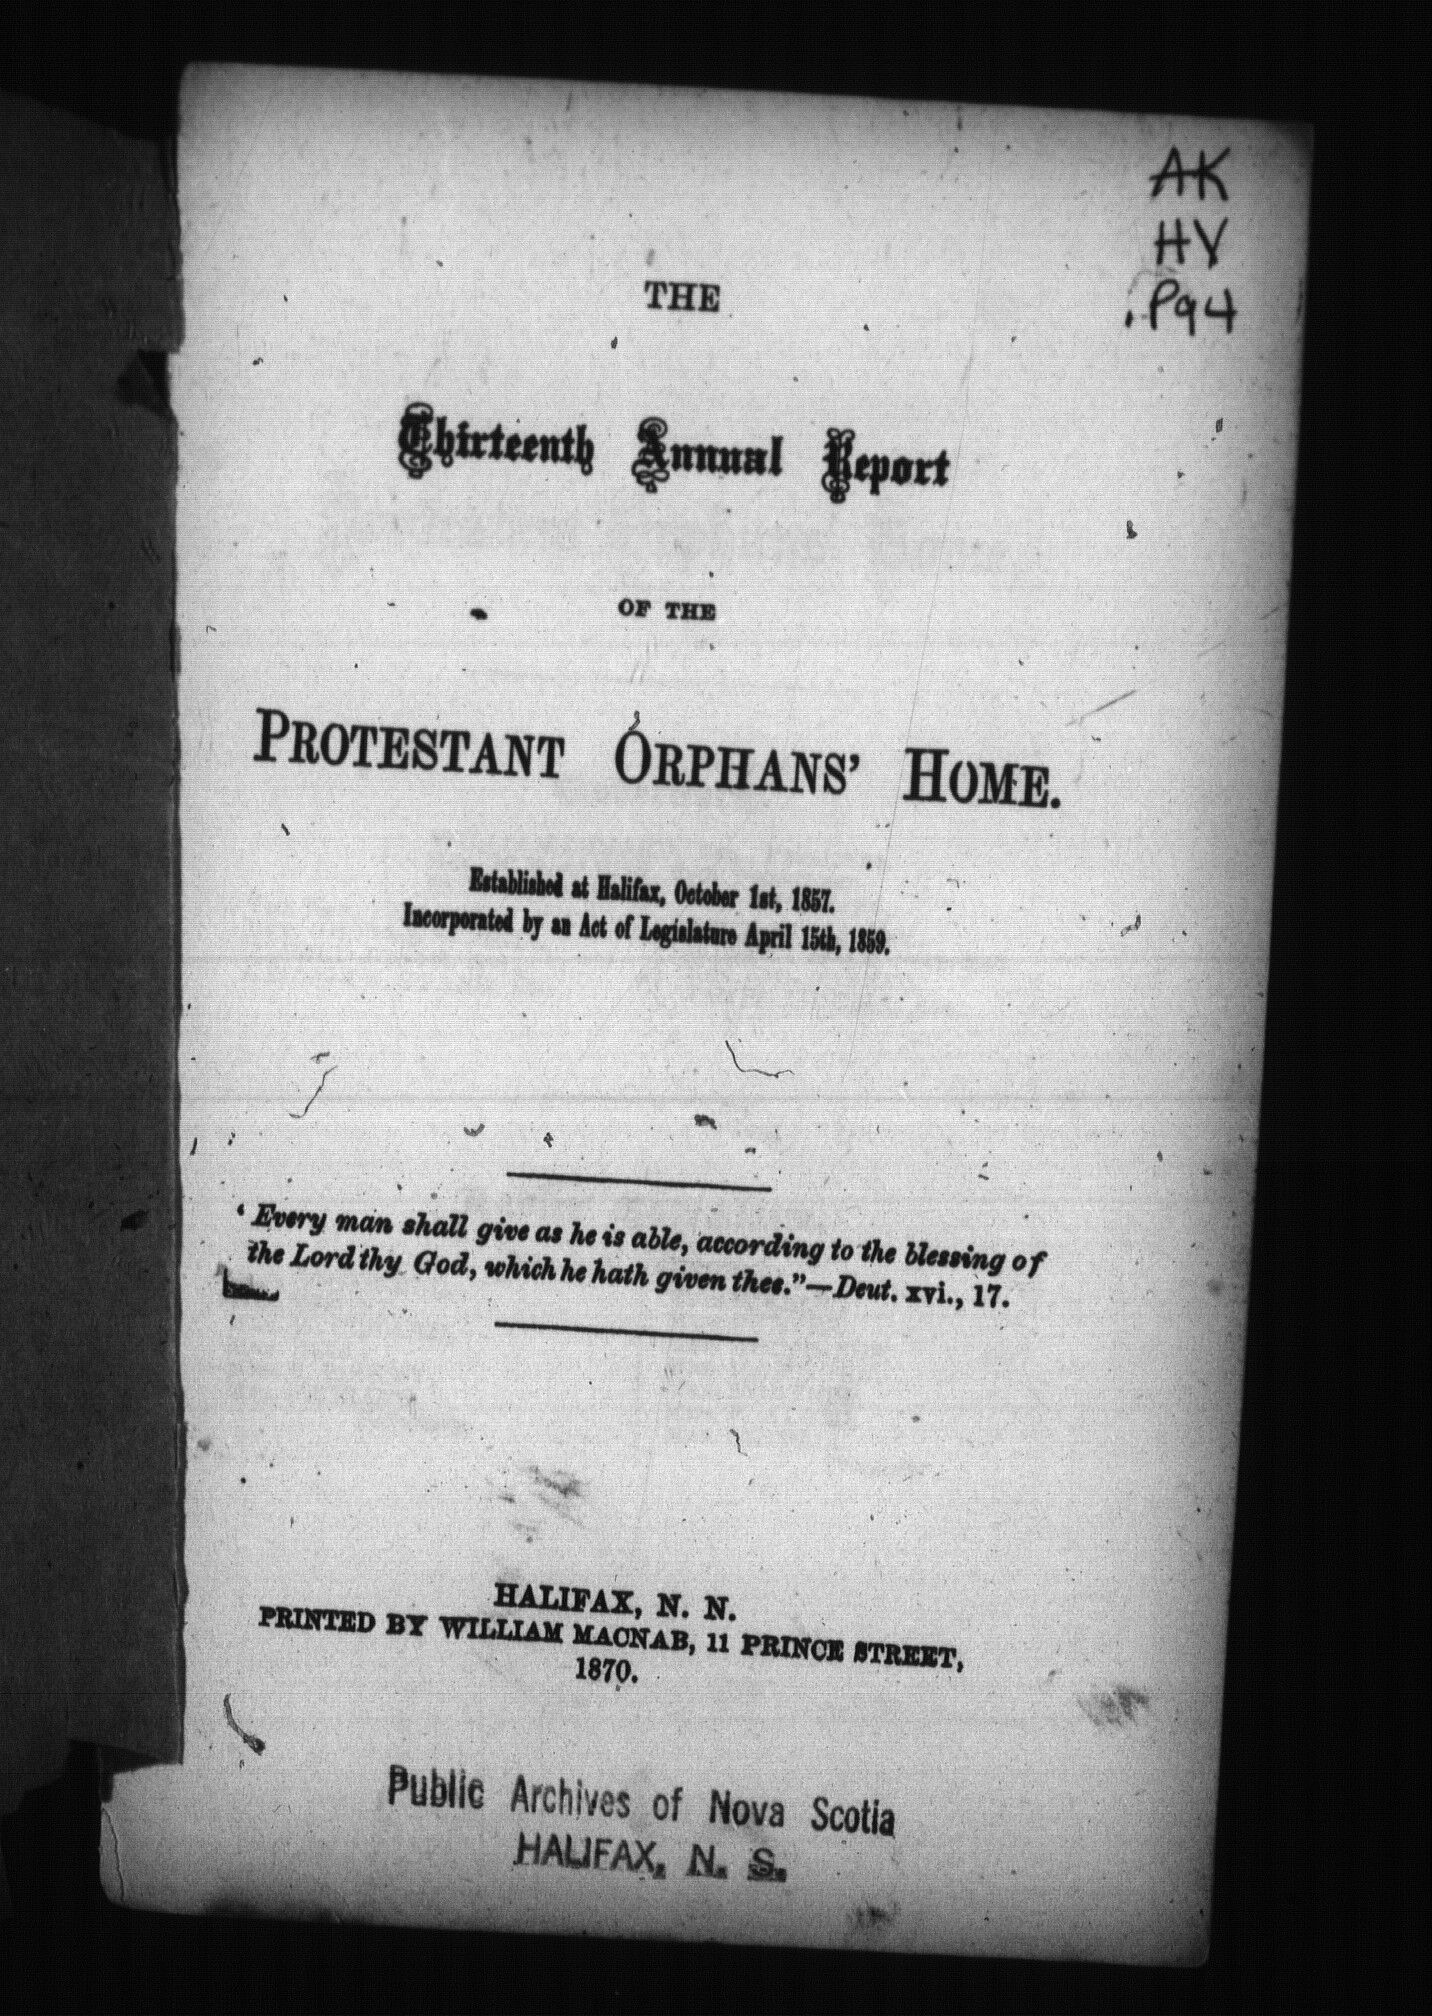 AK
HV
.P94
THE
Thirteenth Annual Report
OF THE
PROTESTANT ORPHANS' HOME.
Established at Halifax, October 1st, 1857.
Incorporated by an Act of Legislature April 15th, 1859.
‘ Every man shall give as he is able, according to the blessing of
the Lord thy God, which he hath given thee."—Deut. xvi., 17.
HALIFAX, N. N.
PRINTED BY WILLIAM MACNAB, 11 PRINCE STREET,
1870.
Public Archives of Nova Scotia
HALIFAX, N. S.